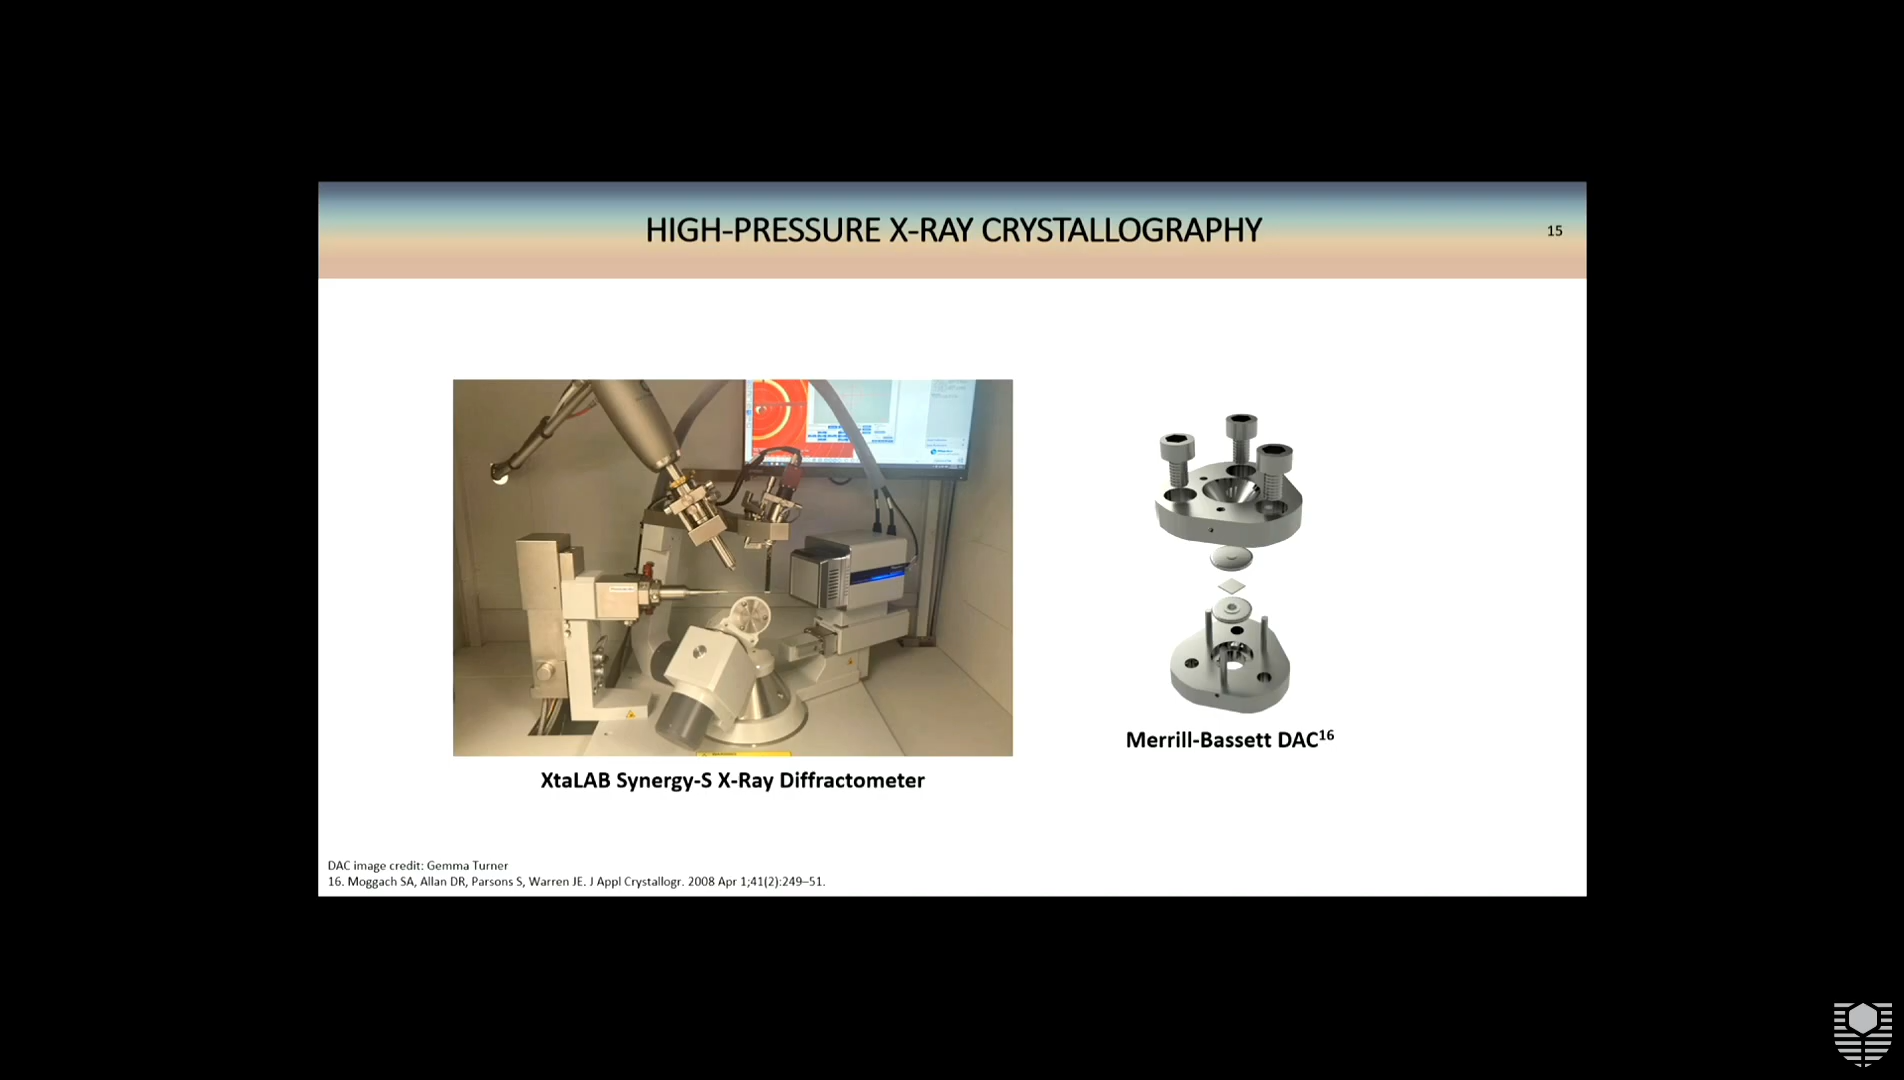 HIGH-PRESSURE X-RAY CRYSTALLOGRAPHY
15
XtaLAB Synergy-S X-Ray Diffractometer
Merrill-Bassett DAC16
DAC image credit: Gemma Turner
16. Moggach SA, Allan DR, Parsons S, Warren JE. J Appl Crystallogr. 2008 Apr 1;41(2):249–51.